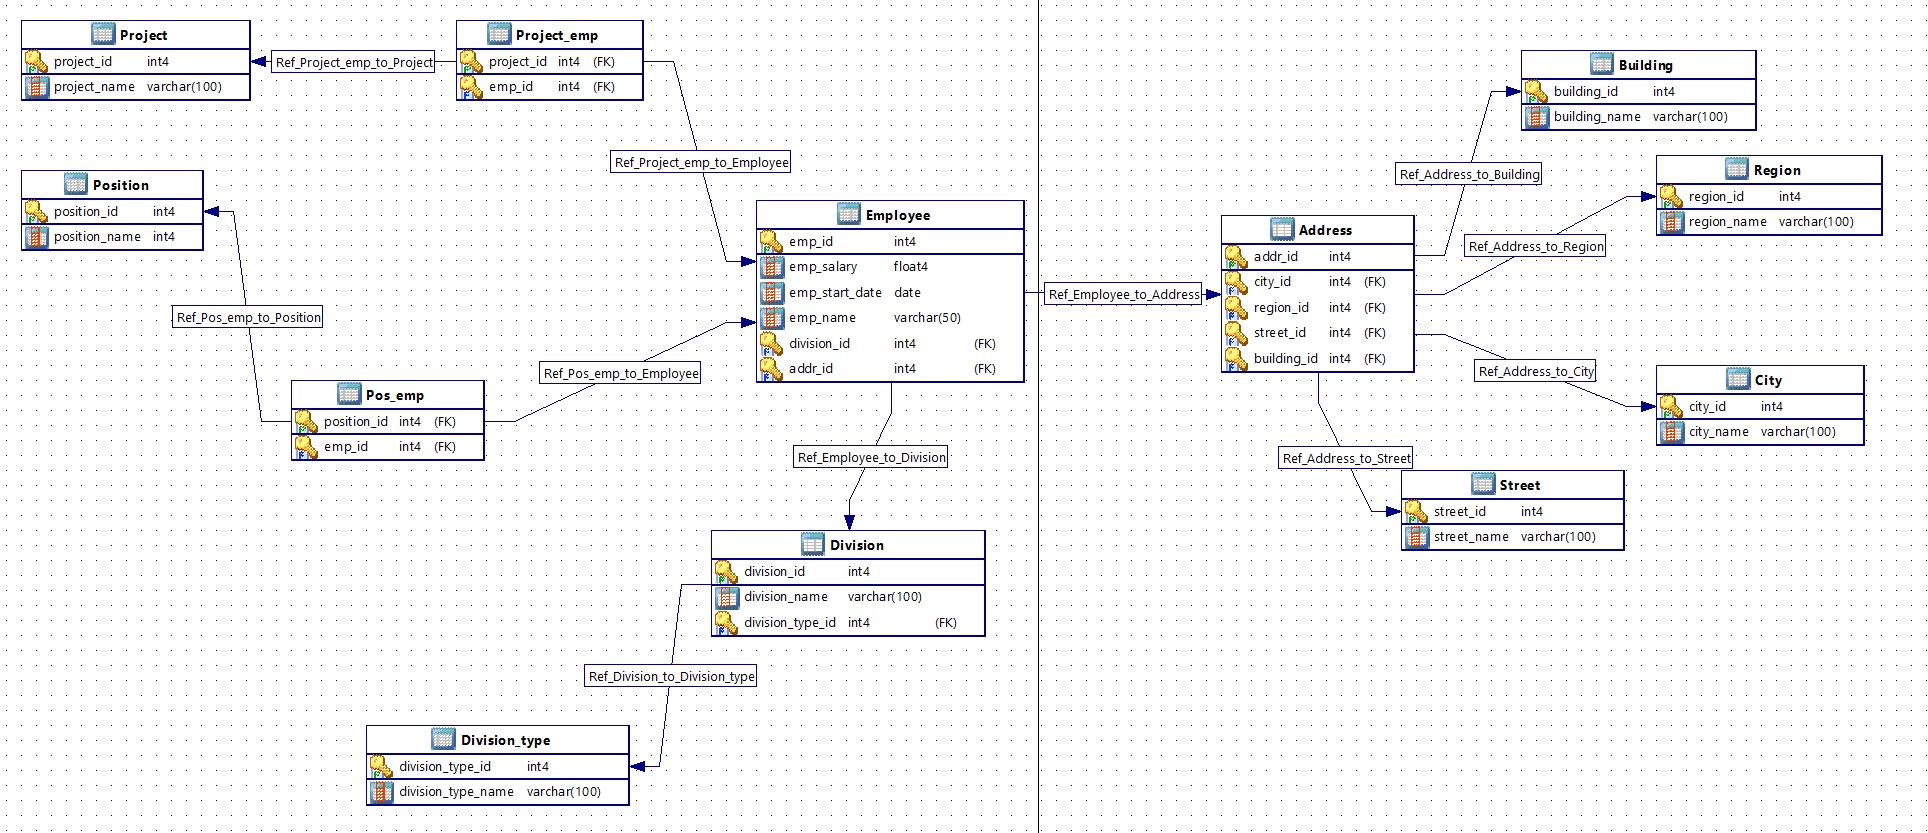 Project
project_id int4
project_name varchar(100)
Ref_Project_emp_to_Project
Project_emp
project_id int4 (FK)
emp_id int4 (FK)
Ref_Project_emp_to_Employee
Position
position_id int4
position_name int4
Ref_Pos_emp_to_Position
Pos_emp
position_id int4 (FK)
emp_id int4 (FK)
Ref_Pos_emp_to_Employee
Employee
emp_id int4
emp_salary float4
emp_start_date date
emp_name varchar(50)
division_id int4 (FK)
addr_id int4 (FK)
Ref_Employee_to_Address
Ref_Employee_to_Division
Division
division_id int4
division_name varchar(100)
division_type_id int4 (FK)
Ref_Division_to_Division_type
Division_type
division_type_id int4
division_type_name varchar(100)
Address
addr_id int4
city_id int4 (FK)
region_id int4 (FK)
street_id int4 (FK)
building_id int4 (FK)
Ref_Address_to_Building
Building
building_id int4
building_name varchar(100)
Ref_Address_to_Region
Region
region_id int4
region_name varchar(100)
Ref_Address_to_City
City
city_id int4
city_name varchar(100)
Ref_Address_to_Street
Street
street_id int4
street_name varchar(100)